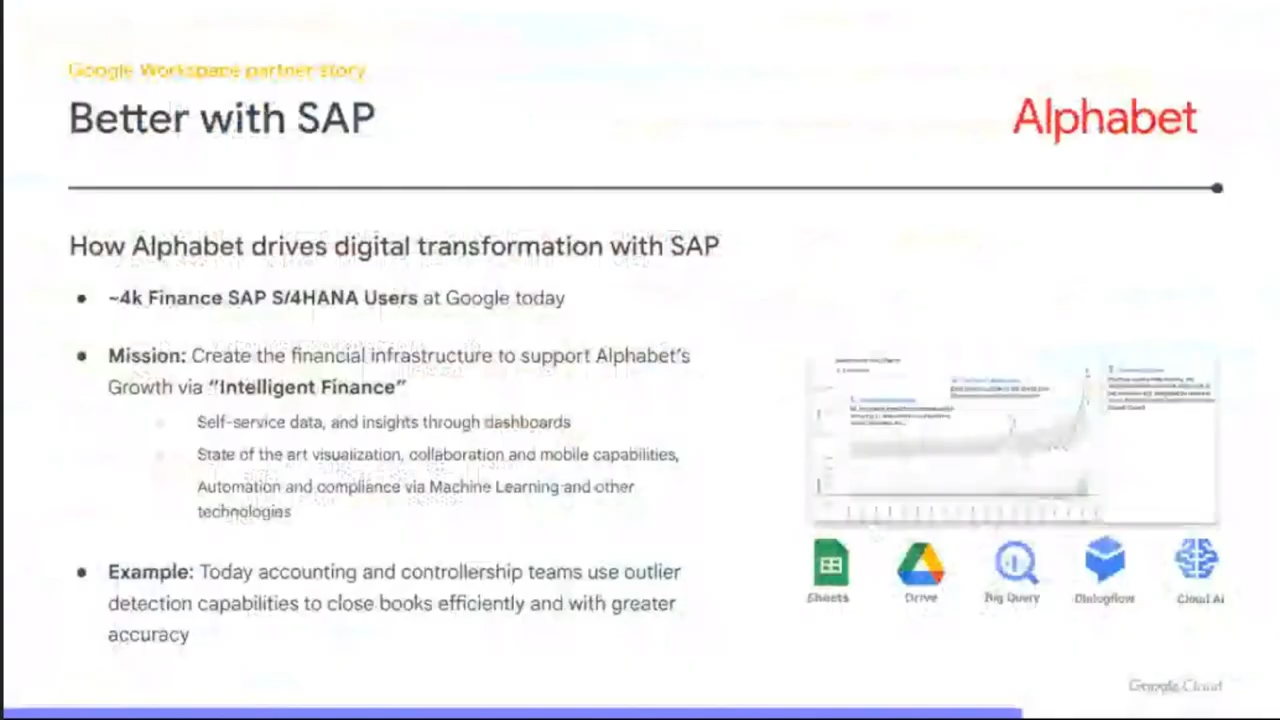 Google Workspace partner story
Better with SAP
Alphabet
How Alphabet drives digital transformation with SAP
~4k Finance SAP S/4HANA Users at Google today
Mission: Create the financial infrastructure to support Alphabet's
Growth via "Intelligent Finance"
Self-service data, and insights through dashboards
State of the art visualization, collaboration and mobile capabilities,
Automation and compliance via Machine Learning and other
technologies
Example: Today accounting and controllership teams use outlier
detection capabilities to close books efficiently and with greater
accuracy
Sheets
Drive
Big Query
Dialogflow
Cloud AI
Google Cloud